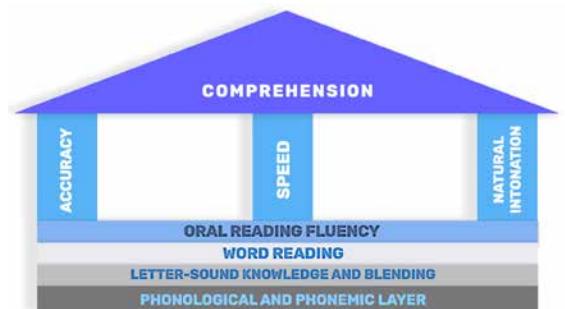 COMPREHENSION
ACCURACY
SPEED
NATURAL
INTONATION
ORAL READING FLUENCY
WORD READING
LETTER-SOUND KNOWLEDGE AND BLENDING
PHONOLOGICAL AND PHONEMIC LAYER